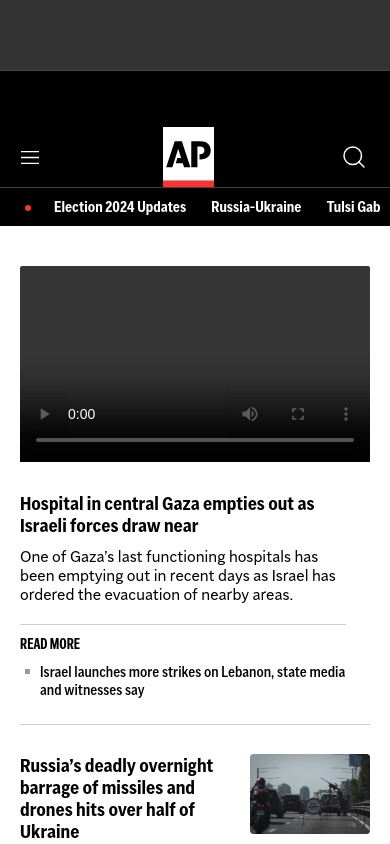 AP
Election 2024 Updates Russia-Ukraine Tulsi Gab
0:00
Hospital in central Gaza empties out as
Israeli forces draw near
One of Gaza’s last functioning hospitals has
been emptying out in recent days as Israel has
ordered the evacuation of nearby areas.
READ MORE
Israel launches more strikes on Lebanon, state media
and witnesses say
Russia’s deadly overnight
barrage of missiles and
drones hits over half of
Ukraine